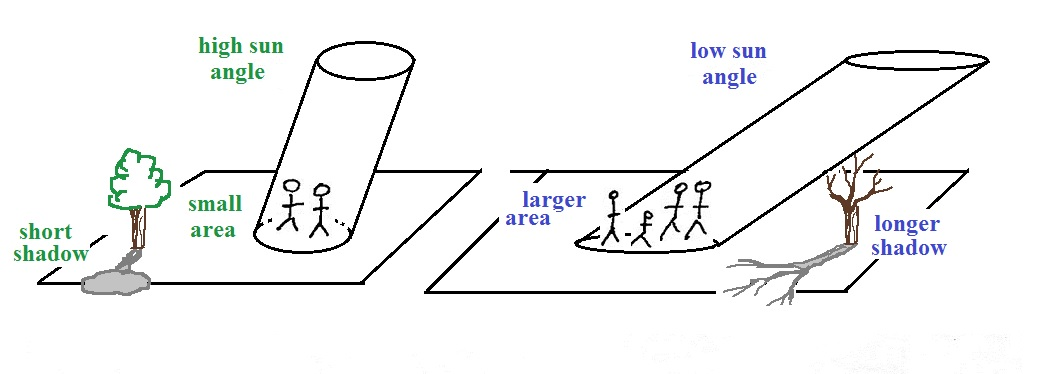 high sun
angle
small
area
short
shadow
low sun
angle
larger
area
longer
shadow